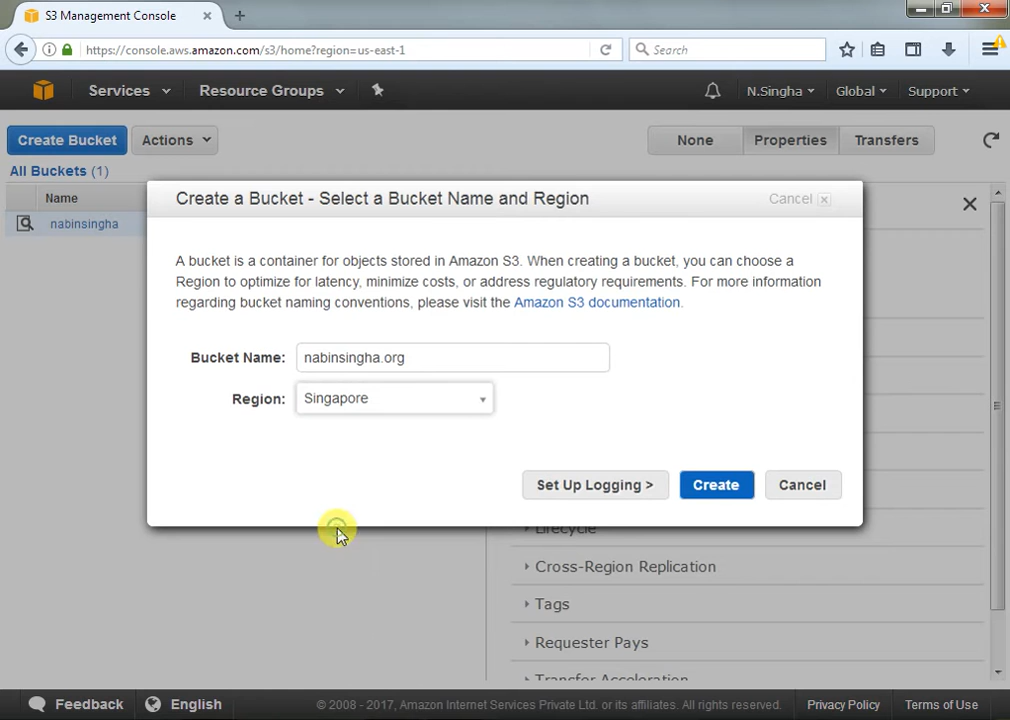 S3 Management Console
https://console.aws.amazon.com/s3/home?region=us-east-1
Search
Services
Resource Groups
N.Singha
Global
Support
Create Bucket
Actions
None
Properties
Transfers
All Buckets (1)
Name
nabinsingha
Create a Bucket - Select a Bucket Name and Region
Cancel
A bucket is a container for objects stored in Amazon S3. When creating a bucket, you can choose a
Region to optimize for latency, minimize costs, or address regulatory requirements. For more information
regarding bucket naming conventions, please visit the Amazon S3 documentation.
Bucket Name: nabinsingha.org
Region: Singapore
Set Up Logging >
Create
Cancel
Lifecycle
Cross-Region Replication
Tags
Requester Pays
Transfer Acceleration
Feedback
English
© 2008 - 2017, Amazon Internet Services Private Ltd. or its affiliates. All rights reserved.
Privacy Policy
Terms of Use